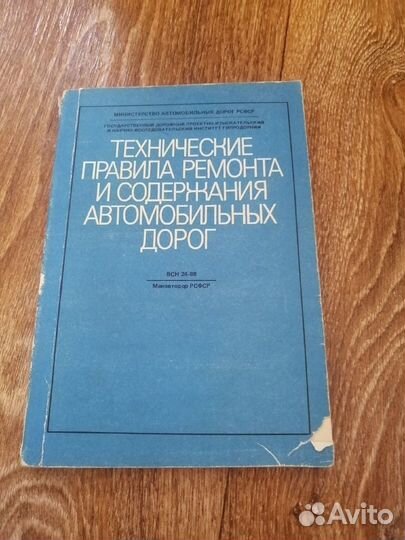 МИНИСТЕРСТВО АВТОМОБИЛЬНЫХ ДОРОГ РСФСР
ГОСУДАРСТВЕННЫЙ ДОРОЖНЫЙ ПРОЕКТНО-ИЗЫСКАТЕЛЬСКИЙ
И НАУЧНО-ИССЛЕДОВАТЕЛЬСКИЙ ИНСТИТУТ ГИПРОДОРНИИ
ТЕХНИЧЕСКИЕ
ПРАВИЛА РЕМОНТА
И СОДЕРЖАНИЯ
АВТОМОБИЛЬНЫХ
ДОРОГ
ВСН 24-88
Минавтодор РСФСР
Avito